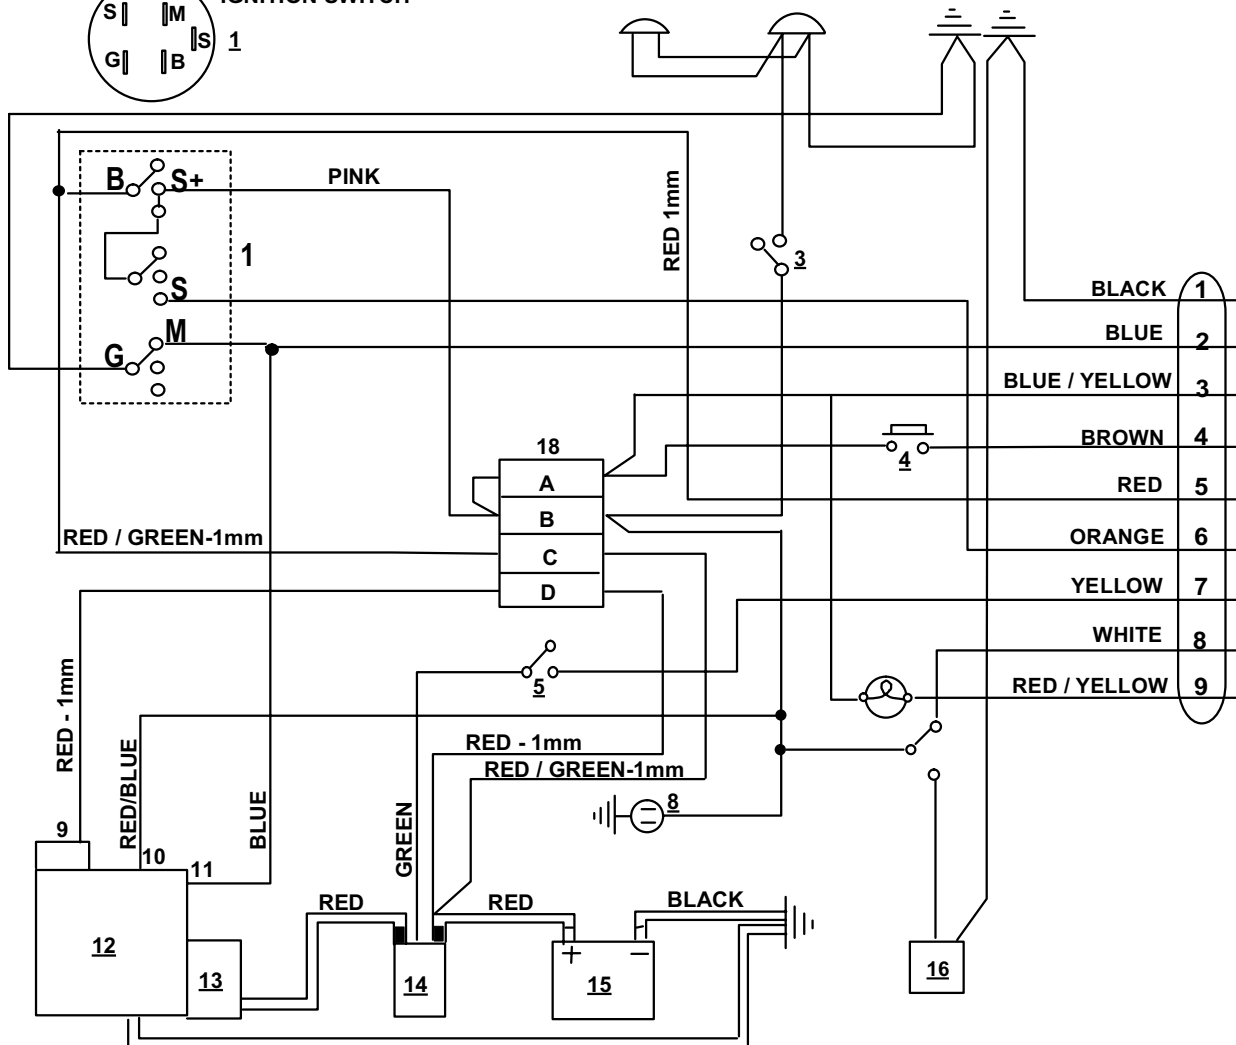 IGNITION SWITCH
S M
S 1
G B
B S+
PINK
RED 1mm
1
3
S
M
G
BLACK 1
BLUE 2
BLUE / YELLOW 3
BROWN 4
4
RED 5
ORANGE 6
YELLOW 7
WHITE 8
RED / YELLOW 9
18
A
B
C
D
RED / GREEN-1mm
5
RED - 1mm
RED/BLUE
BLUE
RED - 1mm
RED / GREEN-1mm
8
GREEN
9
10
11
RED
RED
BLACK
12
13
14
+ −
15
16